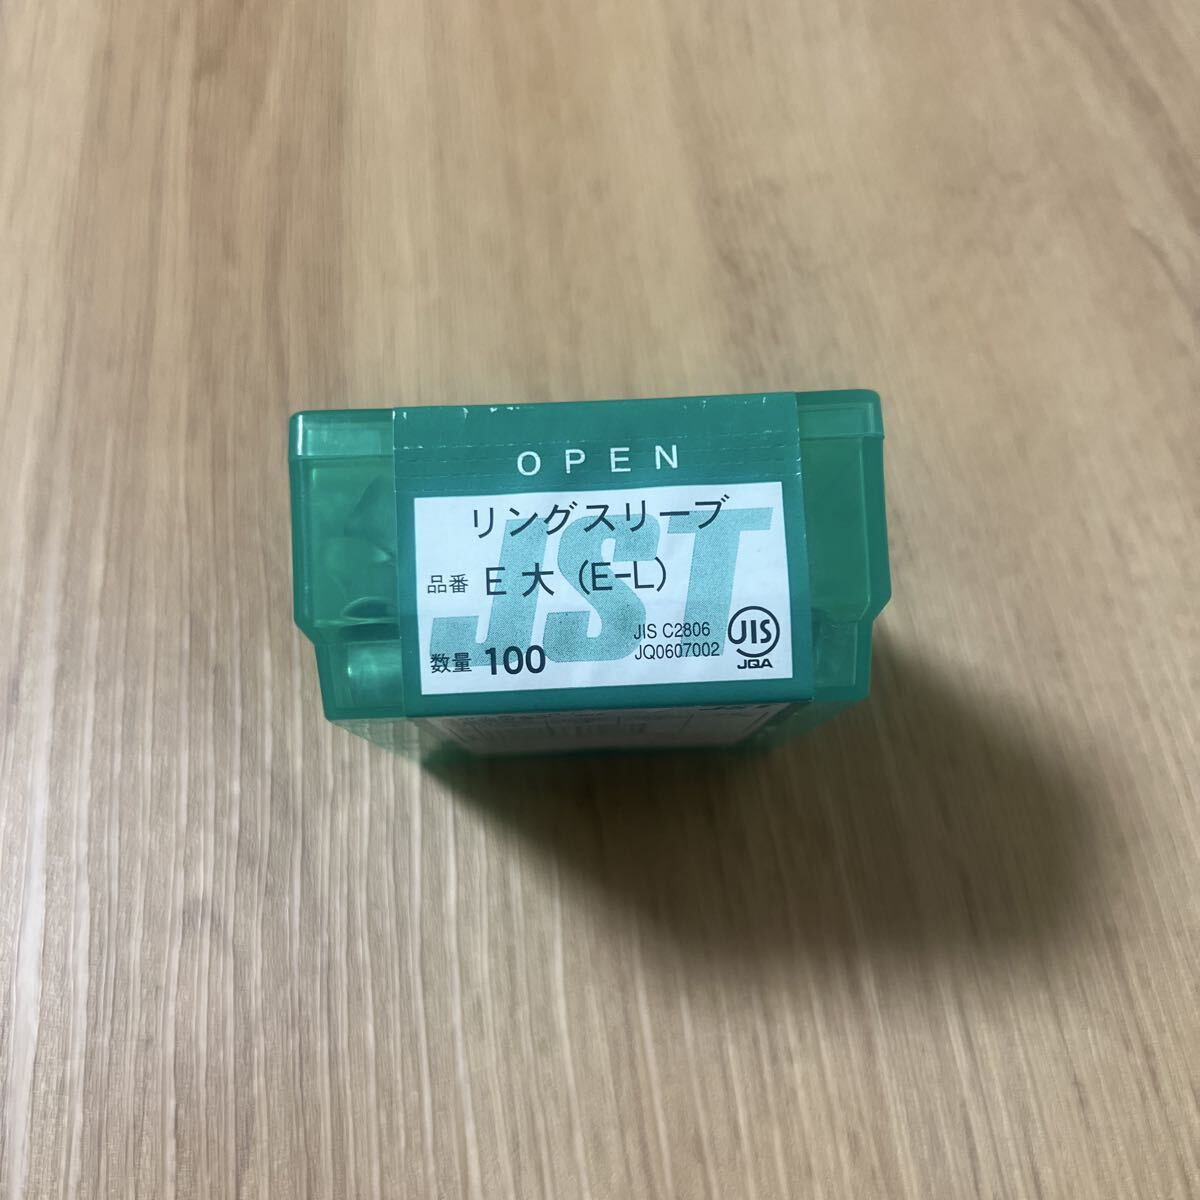 OPEN
リングスリーブ
JST
品番 E 大 (E-L)
JIS C2806
数量 100
JQ0607002
JIS
JQA